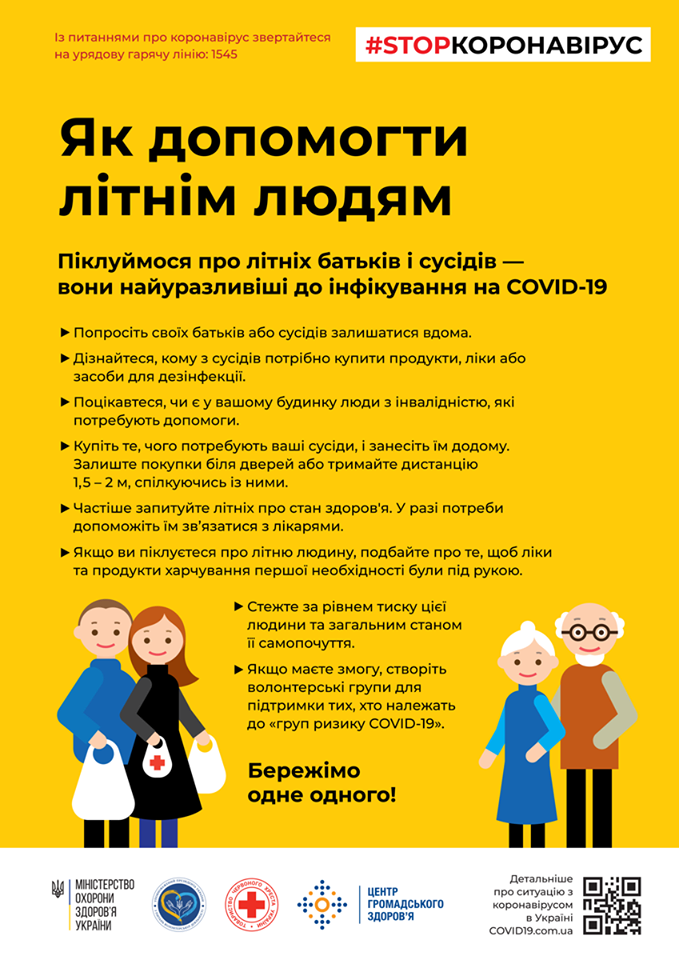 Із питаннями про коронавірус звертайтеся
на урядову гарячу лінію: 1545
#STOPКОРОНАВІРУС
Як допомогти
літнім людям
Піклуймося про літніх батьків і сусідів —
вони найуразливіші до інфікування на COVID-19
Попросіть своїх батьків або сусідів залишатися вдома.
Дізнайтеся, кому з сусідів потрібно купити продукти, ліки або
засоби для дезінфекції.
Поцікавтеся, чи є у вашому будинку люди з інвалідністю, які
потребують допомоги.
Купіть те, чого потребують ваші сусіди, і занесіть їм додому.
Залиште покупки біля дверей або тримайте дистанцію
1,5 – 2 м, спілкуючись із ними.
Частіше запитуйте літніх про стан здоров'я. У разі потреби
допоможіть їм зв’язатися з лікарями.
Якщо ви піклуєтеся про літню людину, подбайте про те, щоб ліки
та продукти харчування першої необхідності були під рукою.
Стежте за рівнем тиску цієї
людини та загальним станом
її самопочуття.
Якщо маєте змогу, створіть
волонтерські групи для
підтримки тих, хто належать
до «груп ризику COVID-19».
Бережімо
одне одного!
МІНІСТЕРСТВО
ОХОРОНИ
ЗДОРОВ'Я
УКРАЇНИ
ТОВАРИСТВО ЧЕРВОНОГО ХРЕСТА УКРАЇНИ
ЦЕНТР
ГРОМАДСЬКОГО
ЗДОРОВ'Я
Детальніше
про ситуацію з
коронавірусом
в Україні
COVID19.com.ua